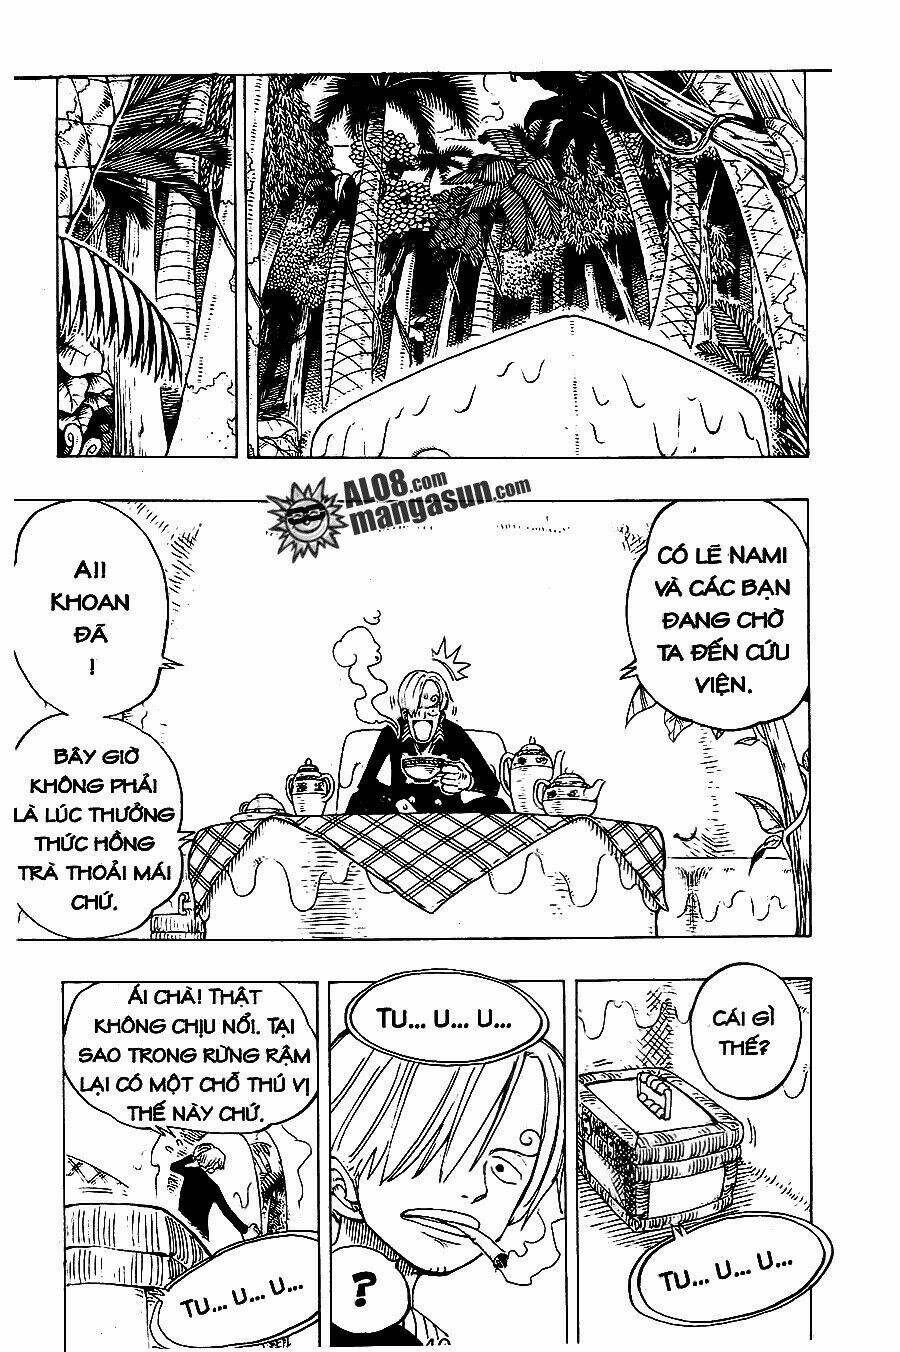 ALO8.com
mangasun.com
A!!
KHOAN
ĐÃ
!
BÂY GIỜ
KHÔNG PHẢI
LÀ LÚC THƯỞNG
THỨC HỒNG
TRÀ THOẢI MÁI
CHỨ.
CÓ LẼ NAMI
VÀ CÁC BẠN
ĐANG CHỜ
TA ĐẾN CỨU
VIỆN.
ÁI CHÀ! THẬT
KHÔNG CHỊU NỔI. TẠI
SAO TRONG RỪNG RẬM
LẠI CÓ MỘT CHỖ THÚ VỊ
THẾ NÀY CHỨ.
TU... U... U...
TU... U... U...
?
CÁI GÌ
THẾ?
TU... U... U...